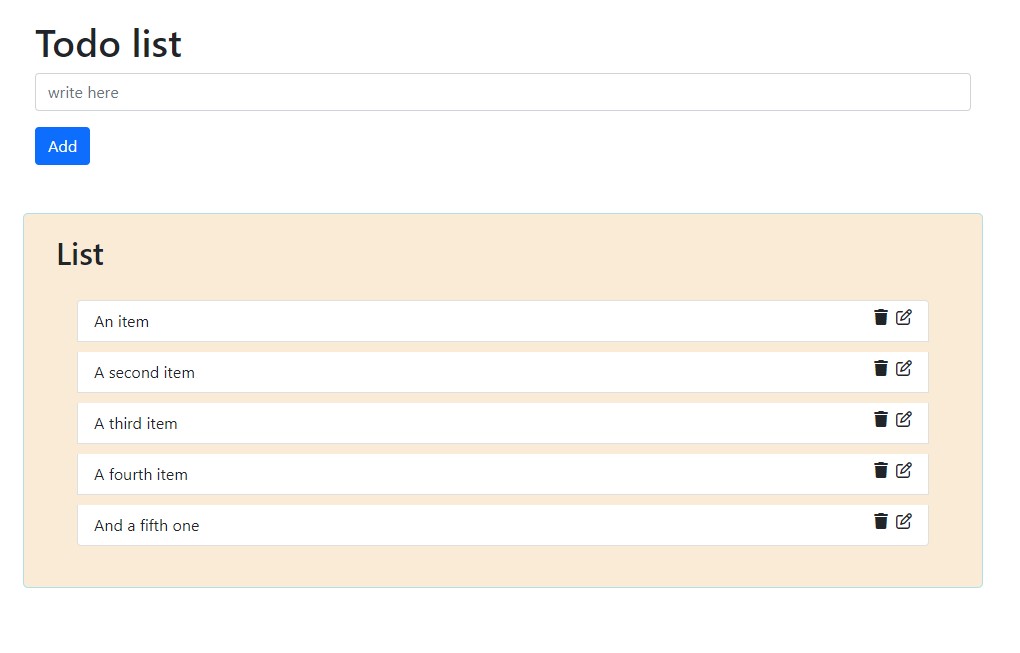 Todo list
write here
Add
List
An item
A second item
A third item
A fourth item
And a fifth one